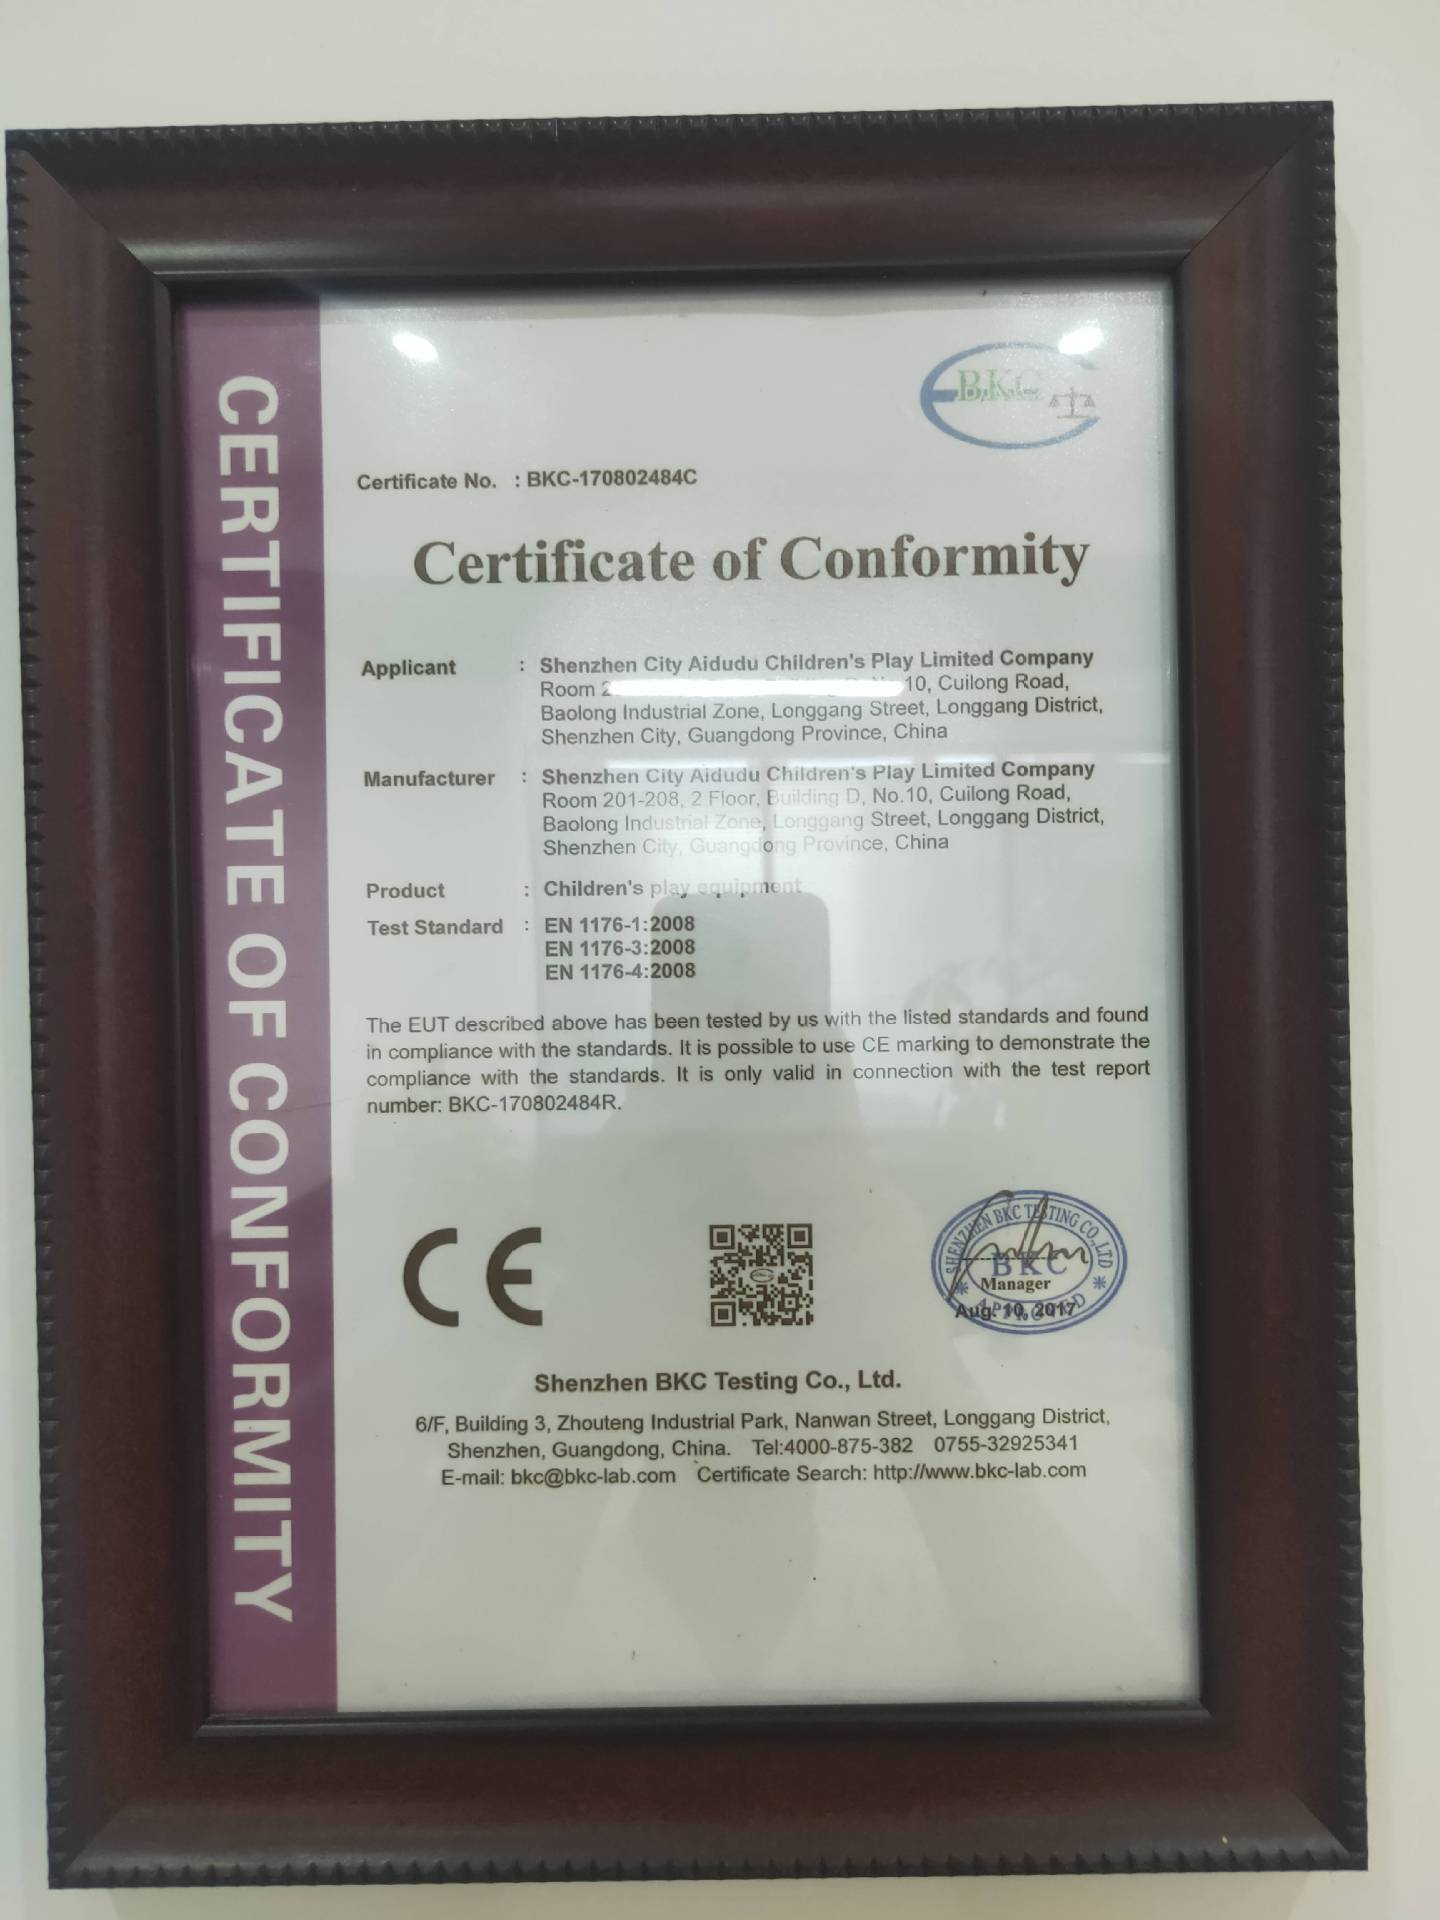 CERTIFICATE OF CONFORMITY
BKC
Certificate No. : BKC-170802484C
Certificate of Conformity
Applicant : Shenzhen City Aidudu Children's Play Limited Company
Room 10, Cuilong Road,
Baolong Industrial Zone, Longgang Street, Longgang District,
Shenzhen City, Guangdong Province, China
Manufacturer : Shenzhen City Aidudu Children's Play Limited Company
Room 201-208, 2 Floor, Building D, No.10, Cuilong Road,
Baolong Industrial Zone, Longgang Street, Longgang District,
Shenzhen City, Guangdong Province, China
Product : Children's play equipment
Test Standard : EN 1176-1:2008
EN 1176-3:2008
EN 1176-4:2008
The EUT described above has been tested by us with the listed standards and found
in compliance with the standards. It is possible to use CE marking to demonstrate the
compliance with the standards. It is only valid in connection with the test report
number: BKC-170802484R.
CE
SHENZHEN BKC TESTING CO.,LTD
BKC
Manager
Aug. 10, 2017
APPROVED
Shenzhen BKC Testing Co., Ltd.
6/F, Building 3, Zhouteng Industrial Park, Nanwan Street, Longgang District,
Shenzhen, Guangdong, China. Tel:4000-875-382 0755-32925341
E-mail: bkc@bkc-lab.com Certificate Search: http://www.bkc-lab.com